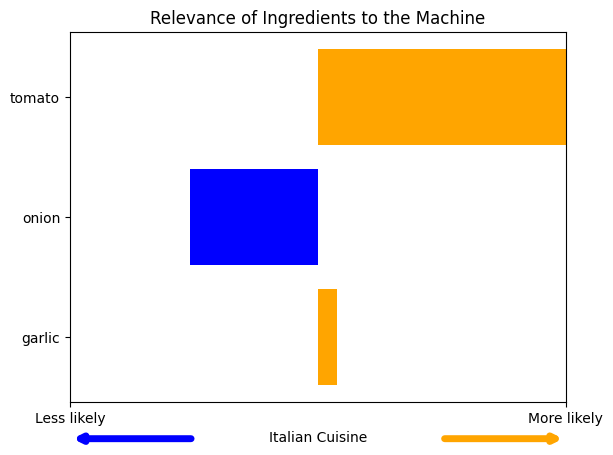 Relevance of Ingredients to the Machine
tomato
onion
garlic
Less likely
More likely
Italian Cuisine